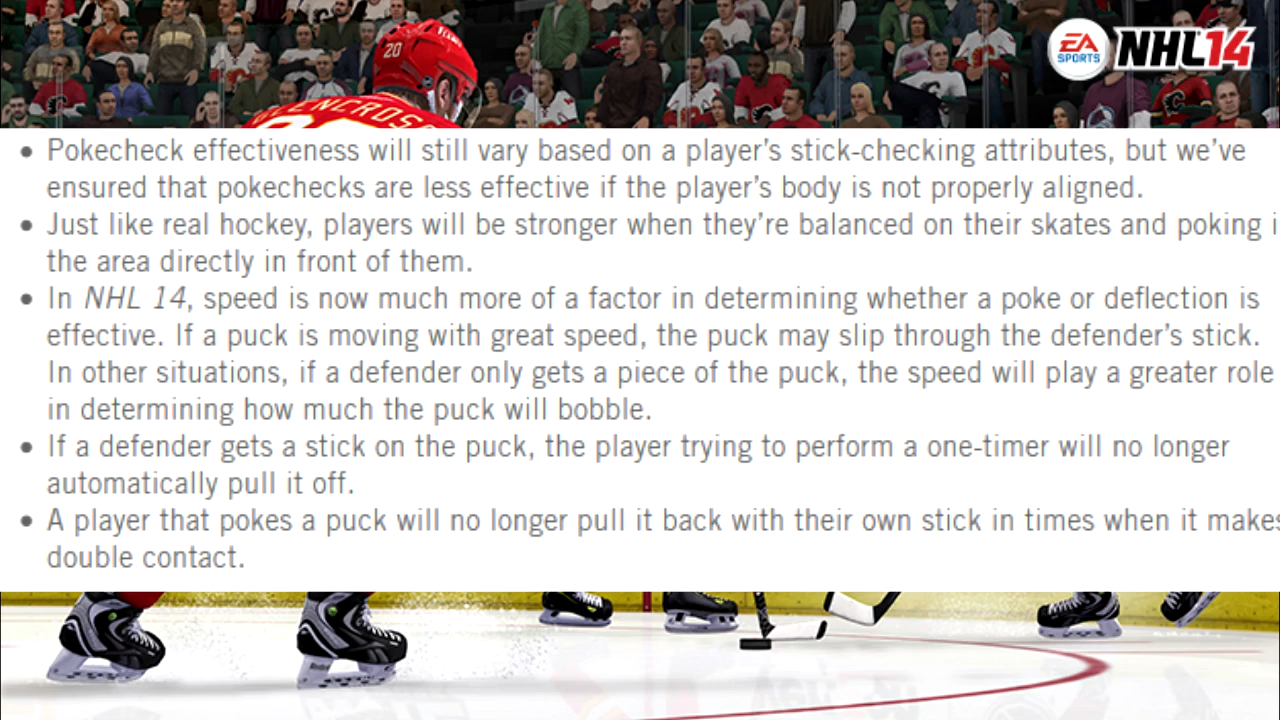 EA SPORTS NHL14
20
FLAMES
GLENCROSS
• Pokecheck effectiveness will still vary based on a player's stick-checking attributes, but we've
ensured that pokechecks are less effective if the player's body is not properly aligned.
• Just like real hockey, players will be stronger when they're balanced on their skates and poking i
the area directly in front of them.
• In NHL 14, speed is now much more of a factor in determining whether a poke or deflection is
effective. If a puck is moving with great speed, the puck may slip through the defender's stick.
In other situations, if a defender only gets a piece of the puck, the speed will play a greater role
in determining how much the puck will bobble.
• If a defender gets a stick on the puck, the player trying to perform a one-timer will no longer
automatically pull it off.
• A player that pokes a puck will no longer pull it back with their own stick in times when it makes
double contact.